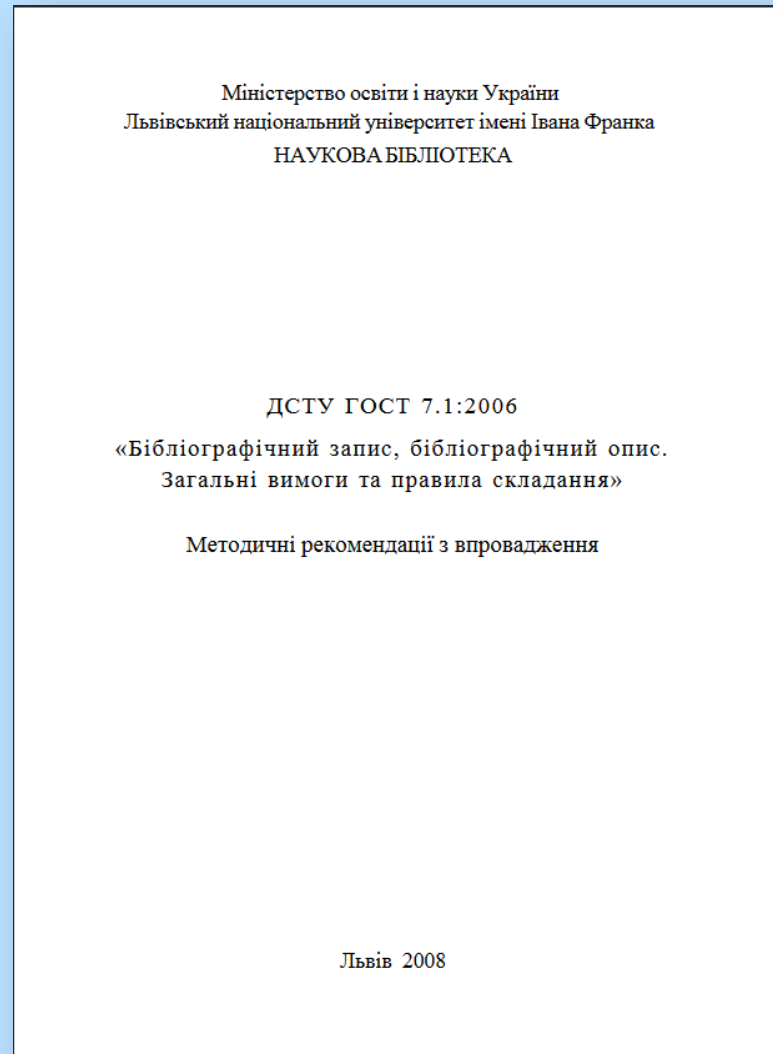 Міністерство освіти і науки України
Львівський національний університет імені Івана Франка
НАУКОВА БІБЛІОТЕКА
ДСТУ ГОСТ 7.1:2006
«Бібліографічний запис, бібліографічний опис.
Загальні вимоги та правила складання»
Методичні рекомендації з впровадження
Львів 2008